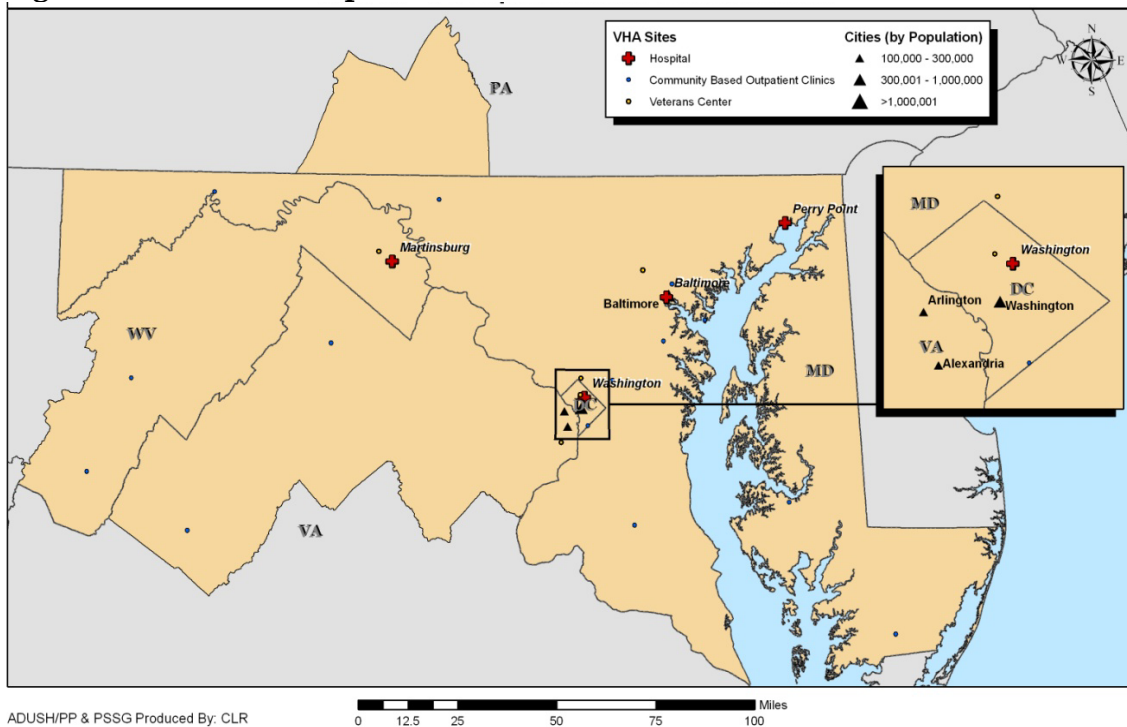 VHA Sites
Hospital
Community Based Outpatient Clinics
Veterans Center
Cities (by Population)
100,000 - 300,000
300,001 - 1,000,000
>1,000,001
N
W
E
S
PA
MD
Washington
DC
Washington
Arlington
VA
Alexandria
Perry Point
Martinsburg
Baltimore
Baltimore
WV
MD
Washington
DC
VA
Miles
0
12.5
25
50
75
100
ADUSH/PP & PSSG Produced By: CLR